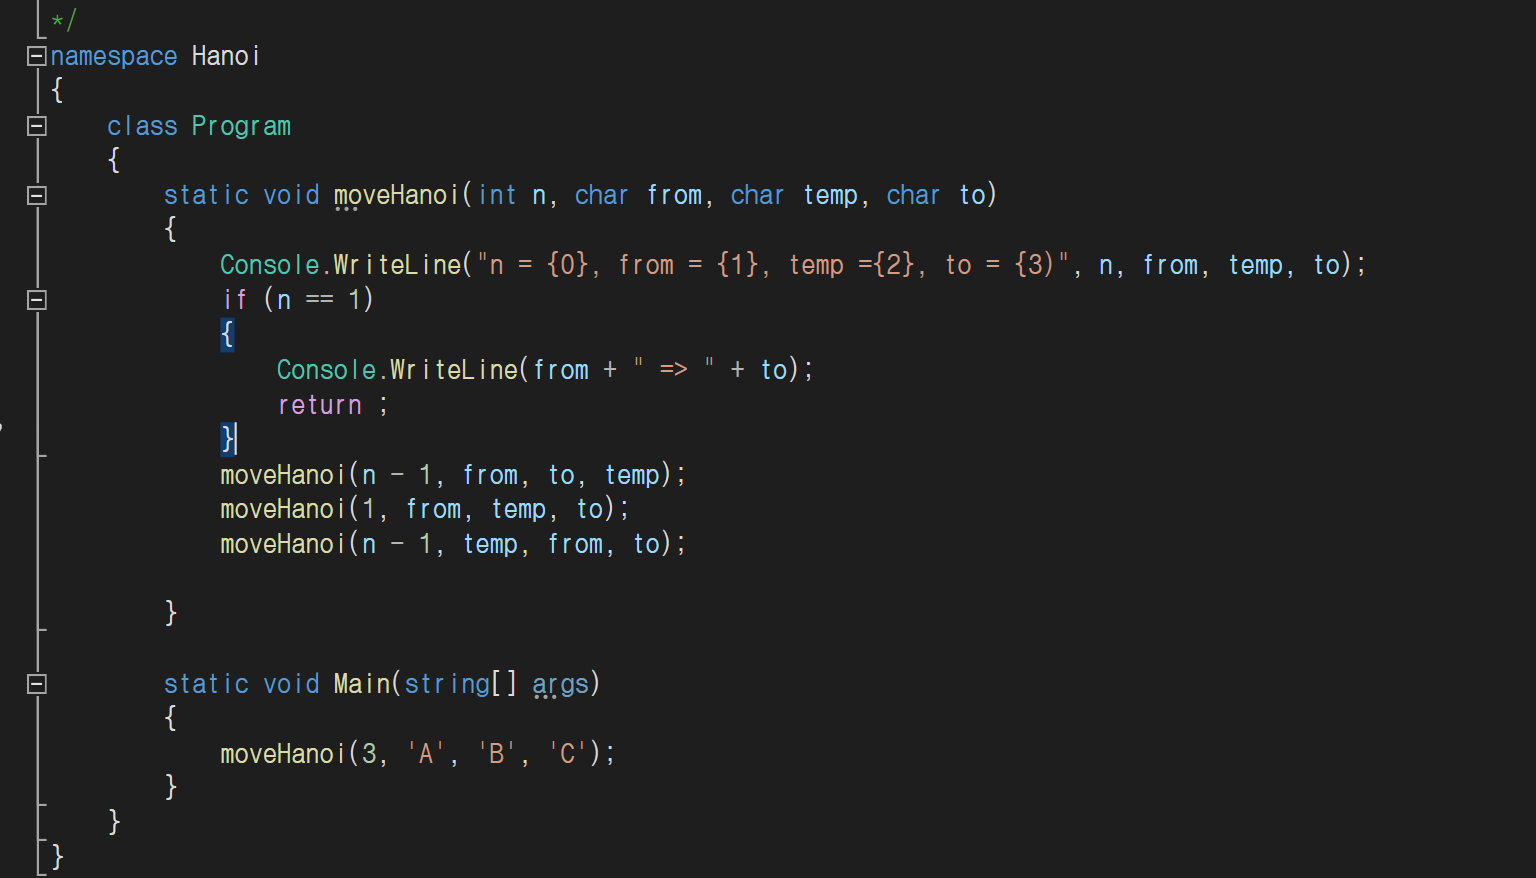 */
namespace Hanoi
{
    class Program
    {
        static void moveHanoi(int n, char from, char temp, char to)
        {
            Console.WriteLine("n = {0}, from = {1}, temp ={2}, to = {3)", n, from, temp, to);
            if (n == 1)
            {
                Console.WriteLine(from + " => " + to);
                return ;
            }
            moveHanoi(n - 1, from, to, temp);
            moveHanoi(1, from, temp, to);
            moveHanoi(n - 1, temp, from, to);

        }

        static void Main(string[] args)
        {
            moveHanoi(3, 'A', 'B', 'C');
        }
    }
}